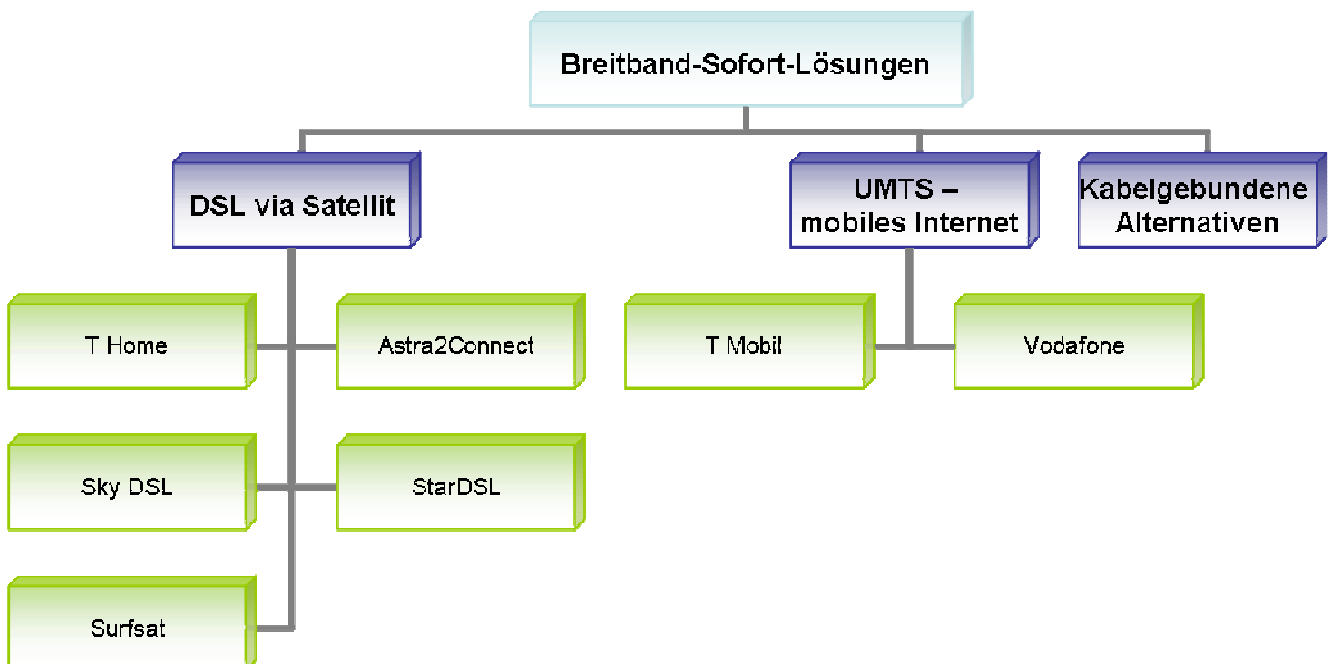 Breitband-Sofort-Lösungen
DSL via Satellit
UMTS –
mobiles Internet
Kabelgebundene
Alternativen
T Home
Astra2Connect
T Mobil
Vodafone
Sky DSL
StarDSL
Surfsat